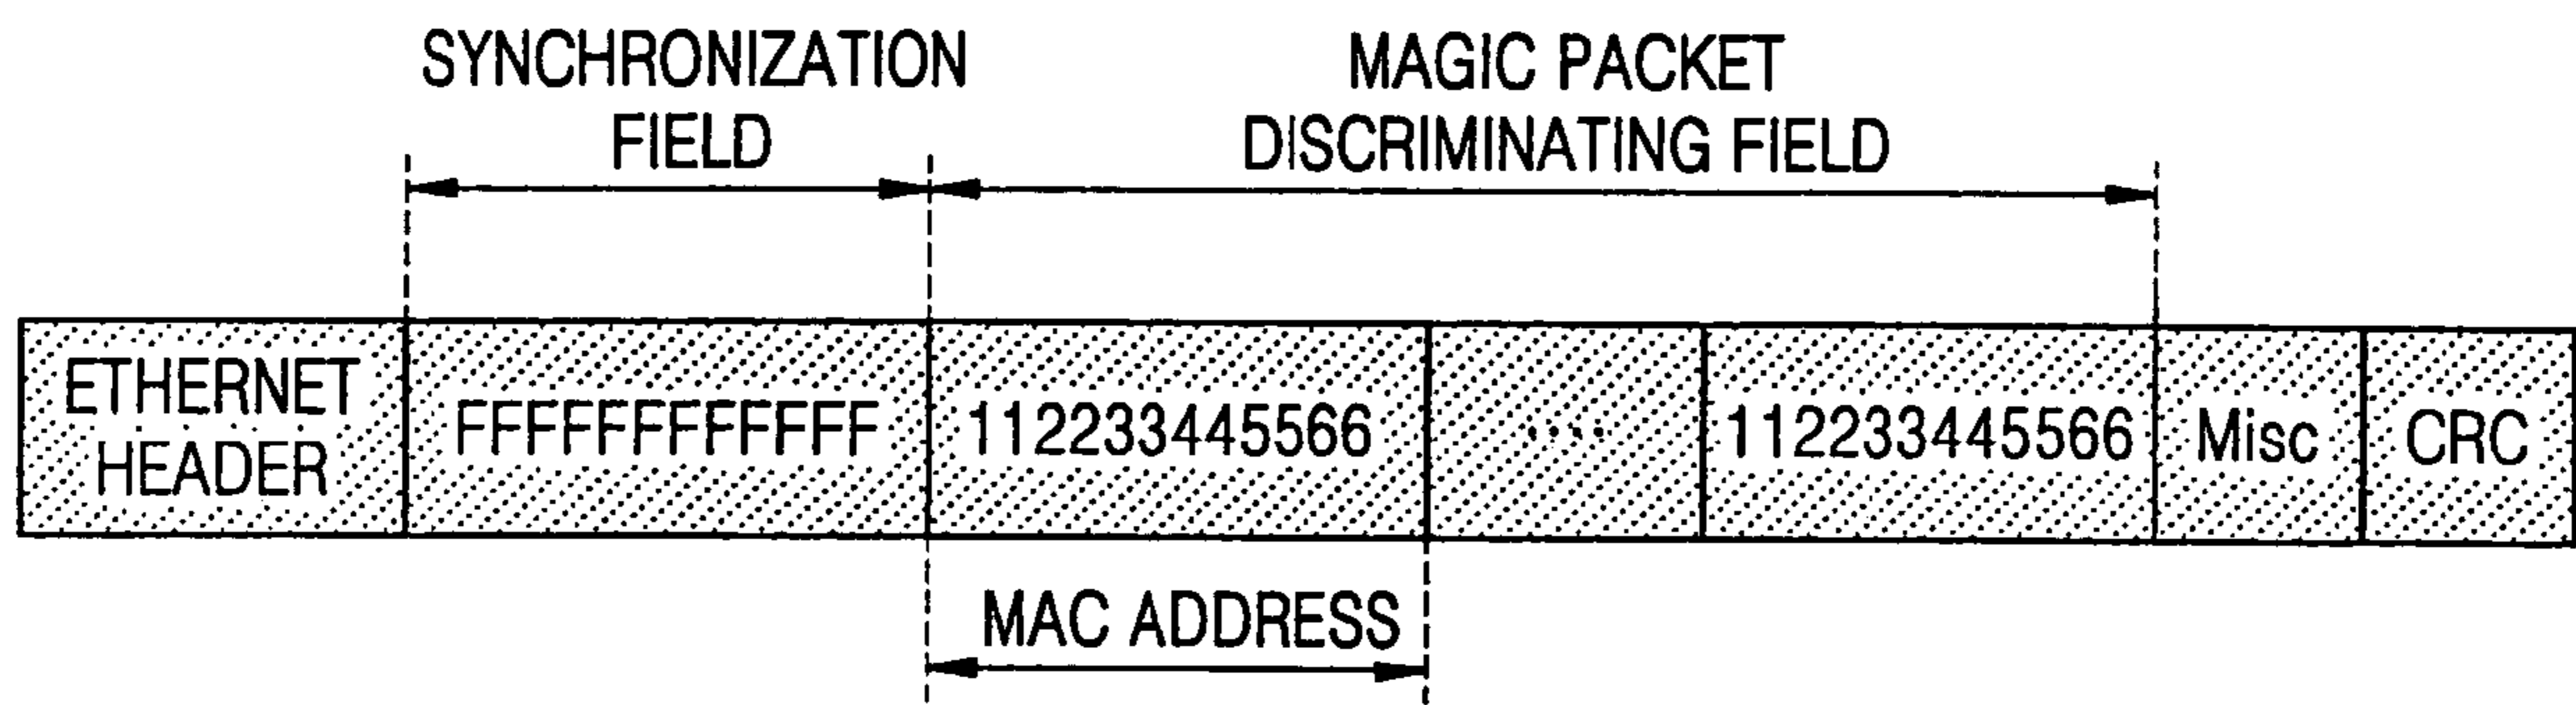 SYNCHRONIZATION
FIELD
MAGIC PACKET
DISCRIMINATING FIELD
ETHERNET
HEADER
FFFFFFFFFFFF
112233445566
....
112233445566
Misc
CRC
MAC ADDRESS